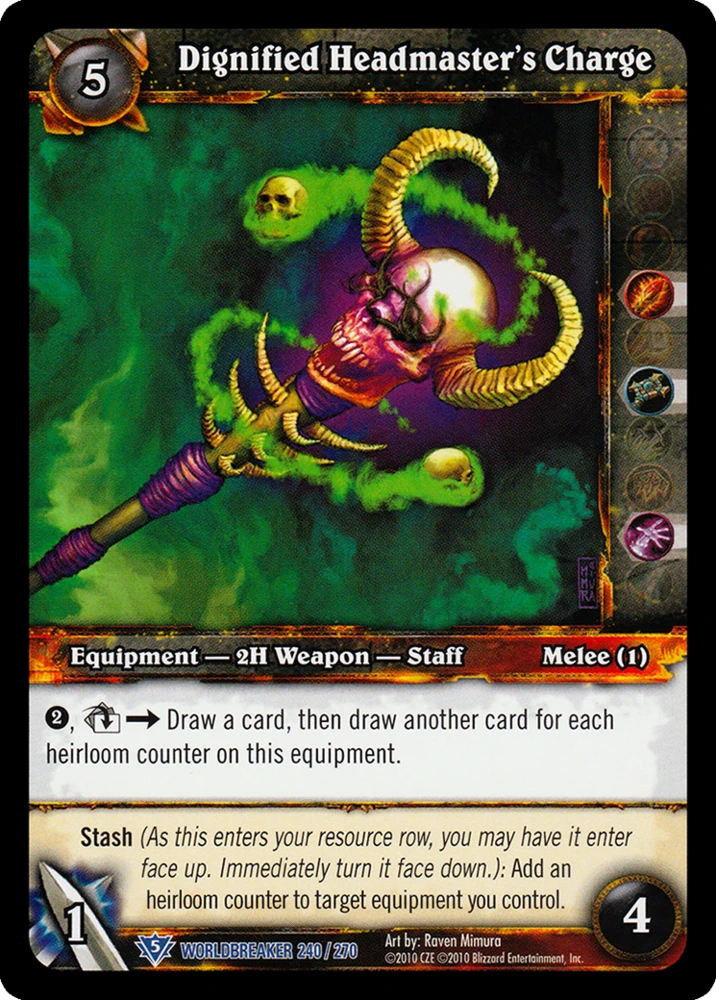 5
Dignified Headmaster's Charge
Equipment — 2H Weapon — Staff Melee (1)
2, → Draw a card, then draw another card for each
heirloom counter on this equipment.
Stash (As this enters your resource row, you may have it enter
face up. Immediately turn it face down.): Add an
heirloom counter to target equipment you control.
1
4
5 WORLDBREAKER 240 / 270
Art by: Raven Mimura
©2010 CZE ©2010 Blizzard Entertainment, Inc.